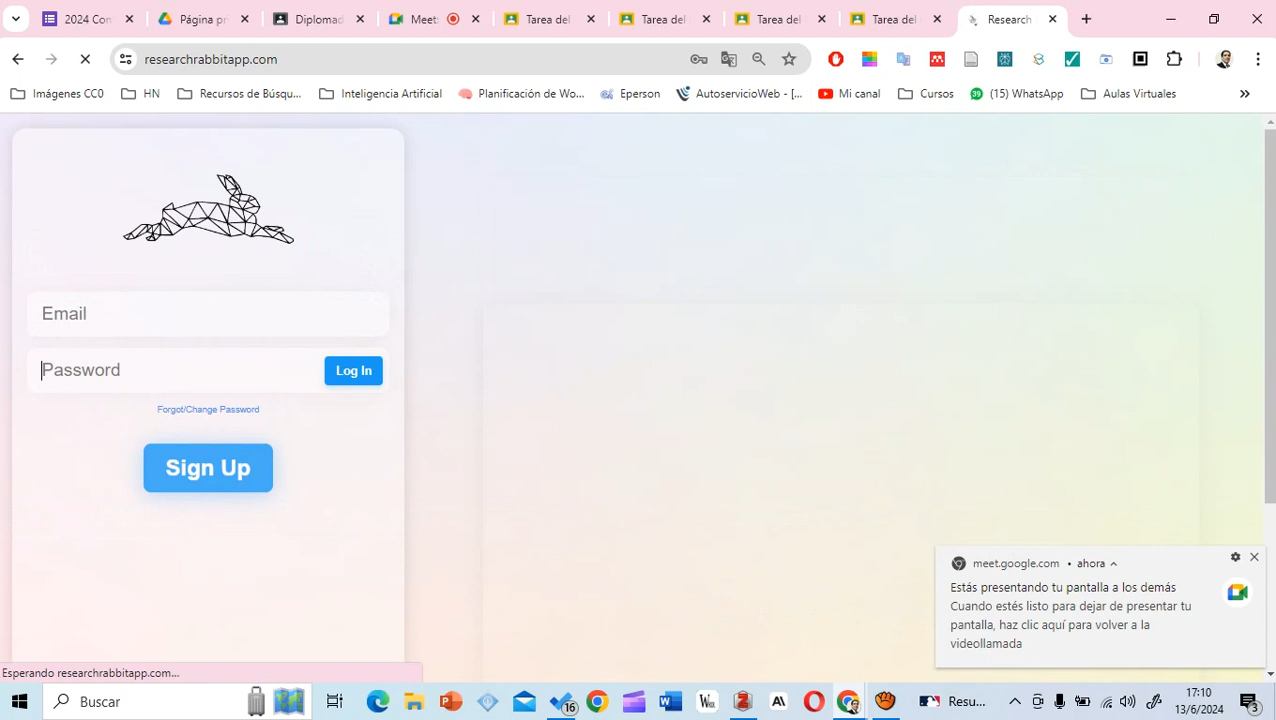 2024 Con
Página pri
Diplomad
Meet:
Tarea del
Tarea del
Tarea del
Tarea del
Research
researchrabbitapp.com
Imágenes CC0
HN
Recursos de Búsqu...
Inteligencia Artificial
Planificación de Wo...
Eperson
AutoservicioWeb - [...
Mi canal
Cursos
39
(15) WhatsApp
Aulas Virtuales
»
Email
Password
Log In
Forgot/Change Password
Sign Up
meet.google.com • ahora
Estás presentando tu pantalla a los demás
Cuando estés listo para dejar de presentar tu
pantalla, haz clic aquí para volver a la
videollamada
Esperando researchrabbitapp.com...
Buscar
16
Resu...
17:10
13/6/2024
3